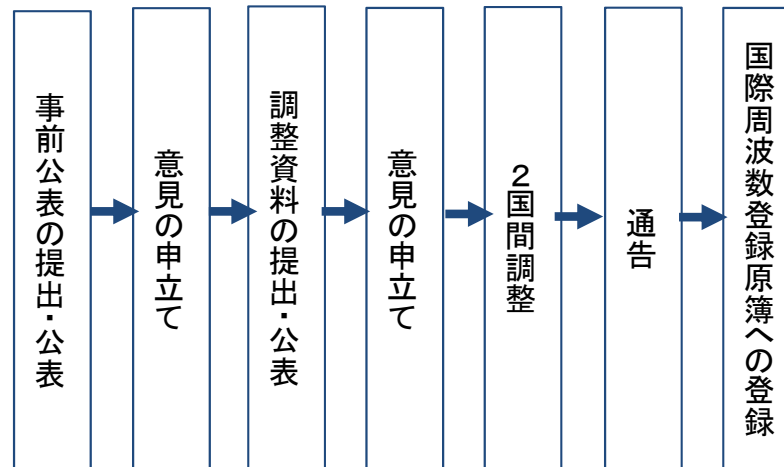 事前公表の提出・公表
意見の申立て
調整資料の提出・公表
意見の申立て
２国間調整
通告
国際周波数登録原簿への登録